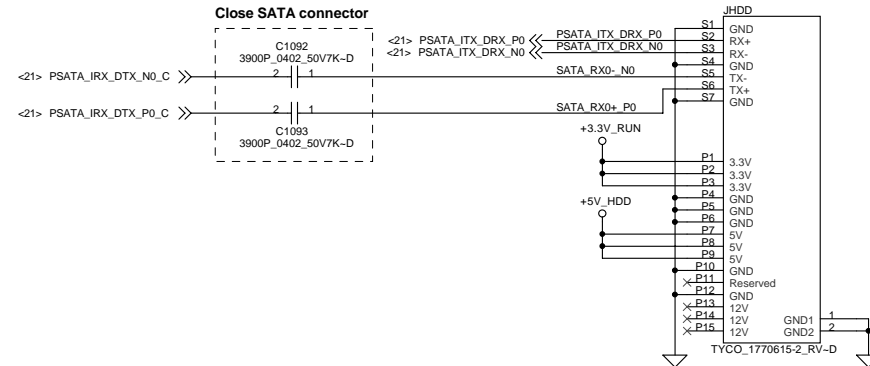 Close SATA connector
JHDD
C1092
3900P_0402_50V7K~D
<21> PSATA_ITX_DRX_P0
PSATA_ITX_DRX_P0
<21> PSATA_ITX_DRX_N0
PSATA_ITX_DRX_N0
<21> PSATA_IRX_DTX_N0_C
2
1
SATA_RX0-_N0
<21> PSATA_IRX_DTX_P0_C
2
1
SATA_RX0+_P0
C1093
3900P_0402_50V7K~D
S1 GND
S2 RX+
S3 RX-
S4 GND
S5 TX-
S6 TX+
S7 GND
+3.3V_RUN
P1 3.3V
P2 3.3V
P3 3.3V
P4 GND
+5V_HDD
P5 GND
P6 GND
P7 5V
P8 5V
P9 5V
P10 GND
P11 Reserved
P12 GND
P13 12V
P14 12V
P15 12V
GND1 1
GND2 2
TYCO_1770615-2_RV~D